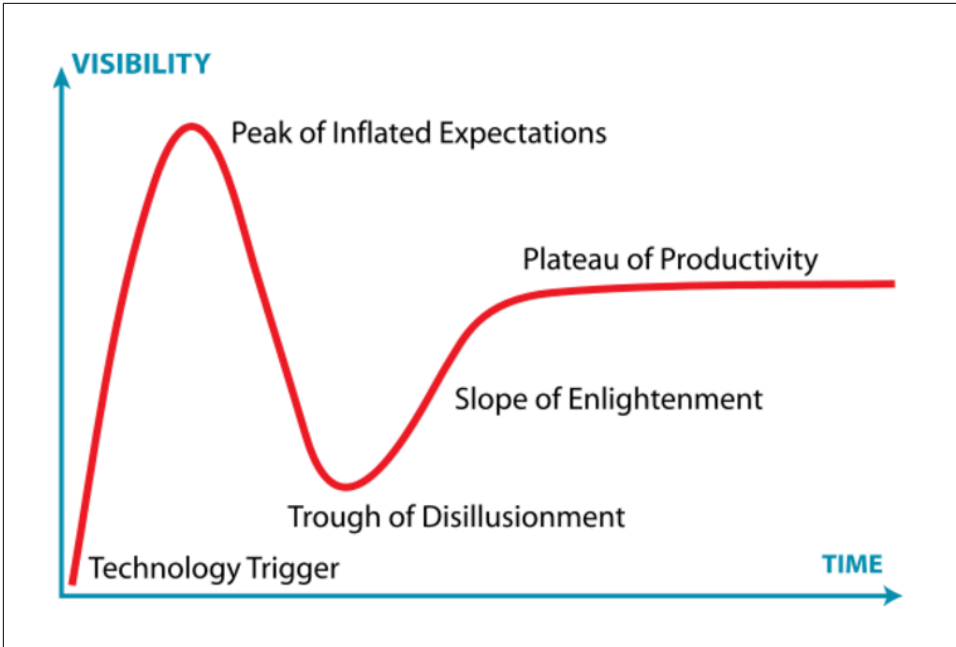 VISIBILITY
Peak of Inflated Expectations
Plateau of Productivity
Slope of Enlightenment
Trough of Disillusionment
Technology Trigger
TIME